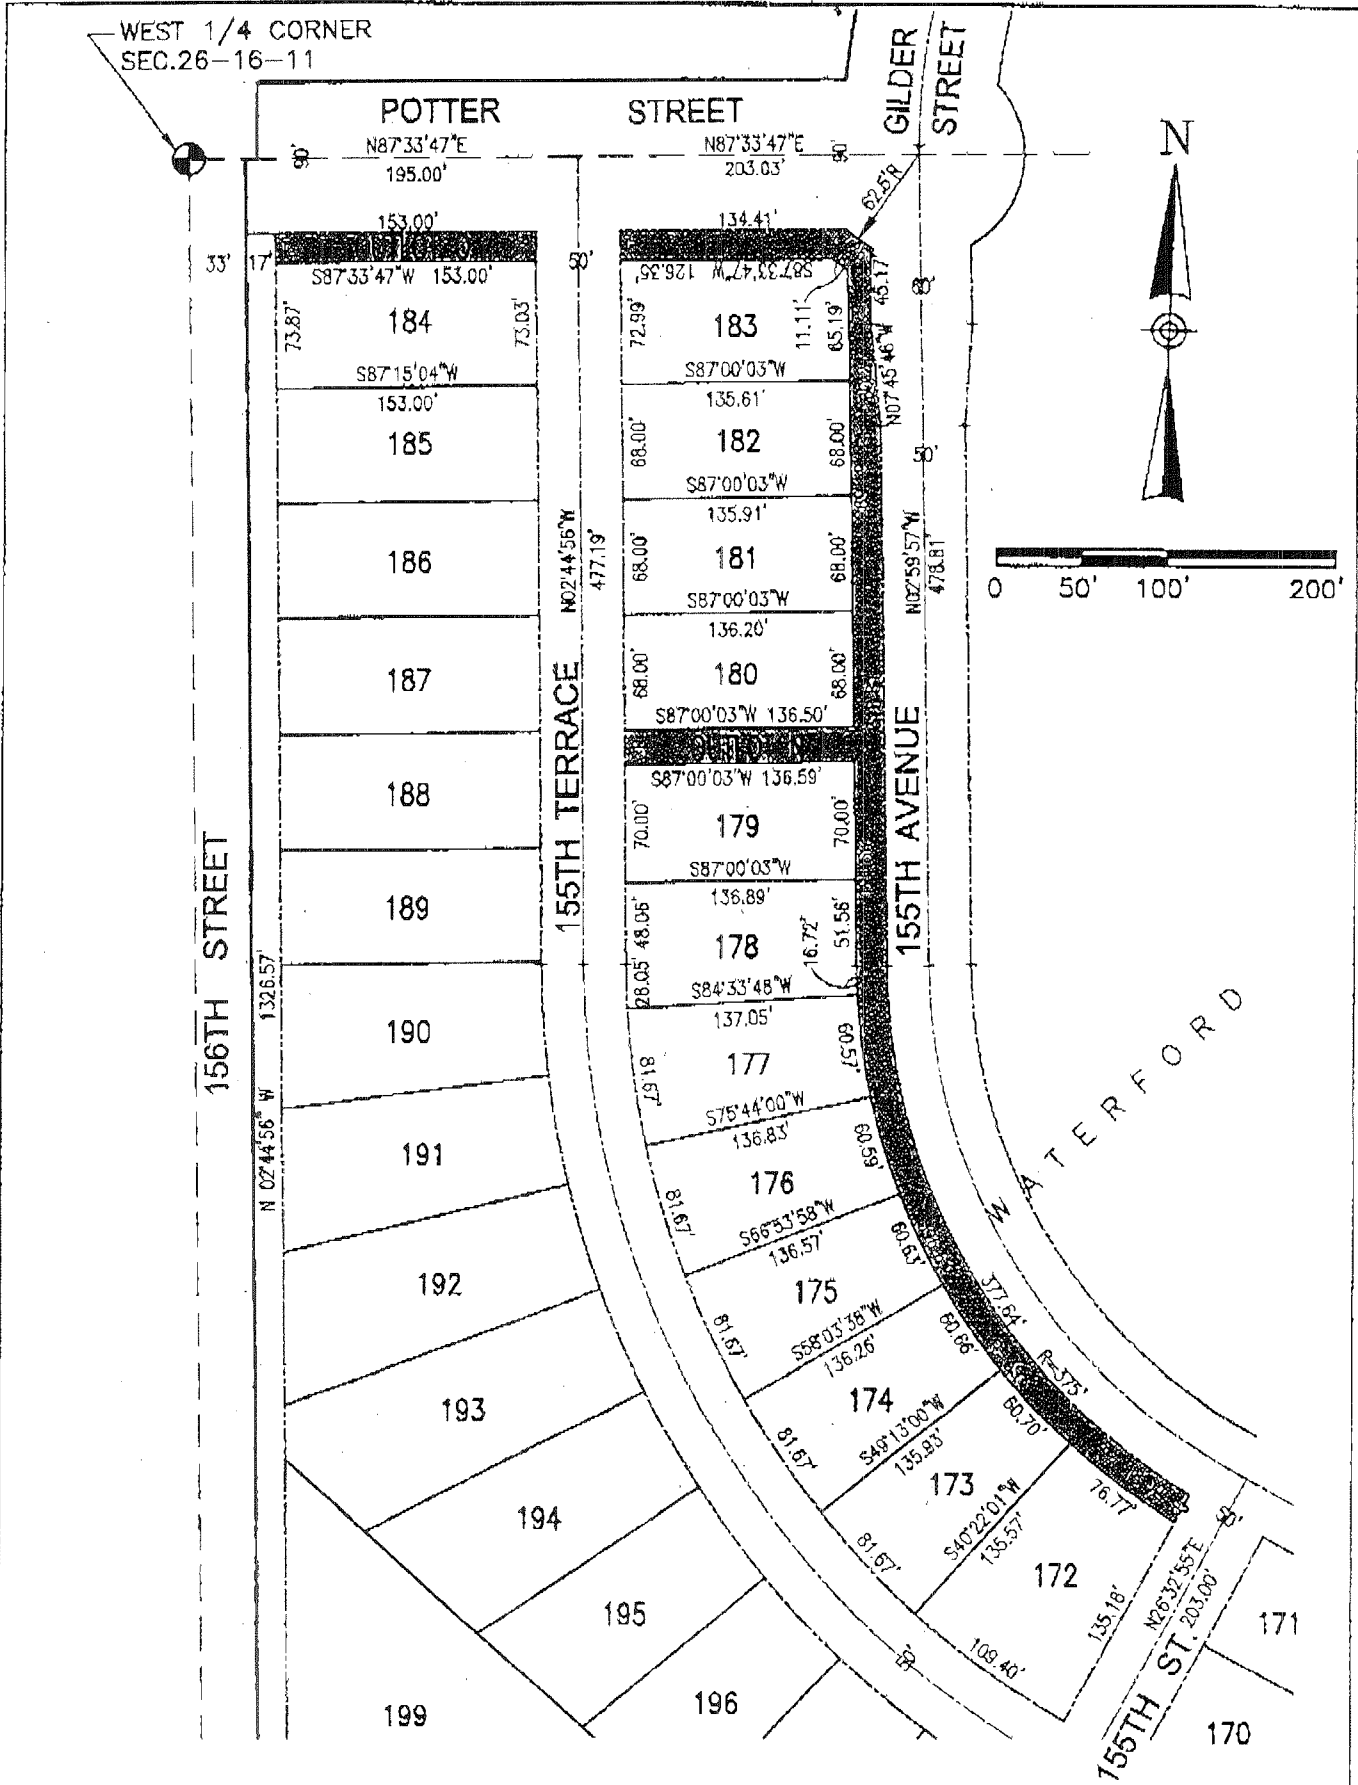 WEST 1/4 CORNER
SEC.26-16-11
GILDER
STREET
POTTER STREET
N87°33'47"E
195.00'
N87°33'47"E
203.03'
90'
90'
62.5'R
N
153.00'
134.41'
33'
17'
S87°33'47"W 153.00'
50'
S87°33'47"W 126.35'
45.17'
60'
73.87'
184
73.03'
72.99'
183
11.11'
65.19'
N07°45'46"W
S87°15'04"W
153.00'
S87°00'03"W
135.61'
185
68.00'
182
68.00'
50'
S87°00'03"W
135.91'
186
N02°44'56"W
477.19'
68.00'
181
68.00'
N02°59'57"W
478.81'
0 50' 100' 200'
S87°00'03"W
136.20'
187
68.00'
180
68.00'
S87°00'03"W 136.50'
155TH TERRACE
155TH AVENUE
S87°00'03"W 136.59'
188
70.00'
179
70.00'
S87°00'03"W
136.89'
156TH STREET
189
48.06'
178
51.56'
16.72'
28.05'
S84°33'48"W
137.05'
N 02°44'56" W 1326.57'
190
81.67'
177
60.57'
S75°44'00"W
136.83'
WATERFORD
191
81.67'
176
60.59'
S66°53'58"W
136.57'
192
81.67'
175
60.63'
377.64'
S58°03'38"W
136.26'
R=375'
193
81.67'
174
60.66'
S49°13'00"W
135.93'
194
81.67'
173
60.70'
S40°22'01"W
135.57'
76.77'
50'
195
172
135.18'
N26°32'55"E
203.00'
109.40'
50'
155TH ST.
171
199
196
170